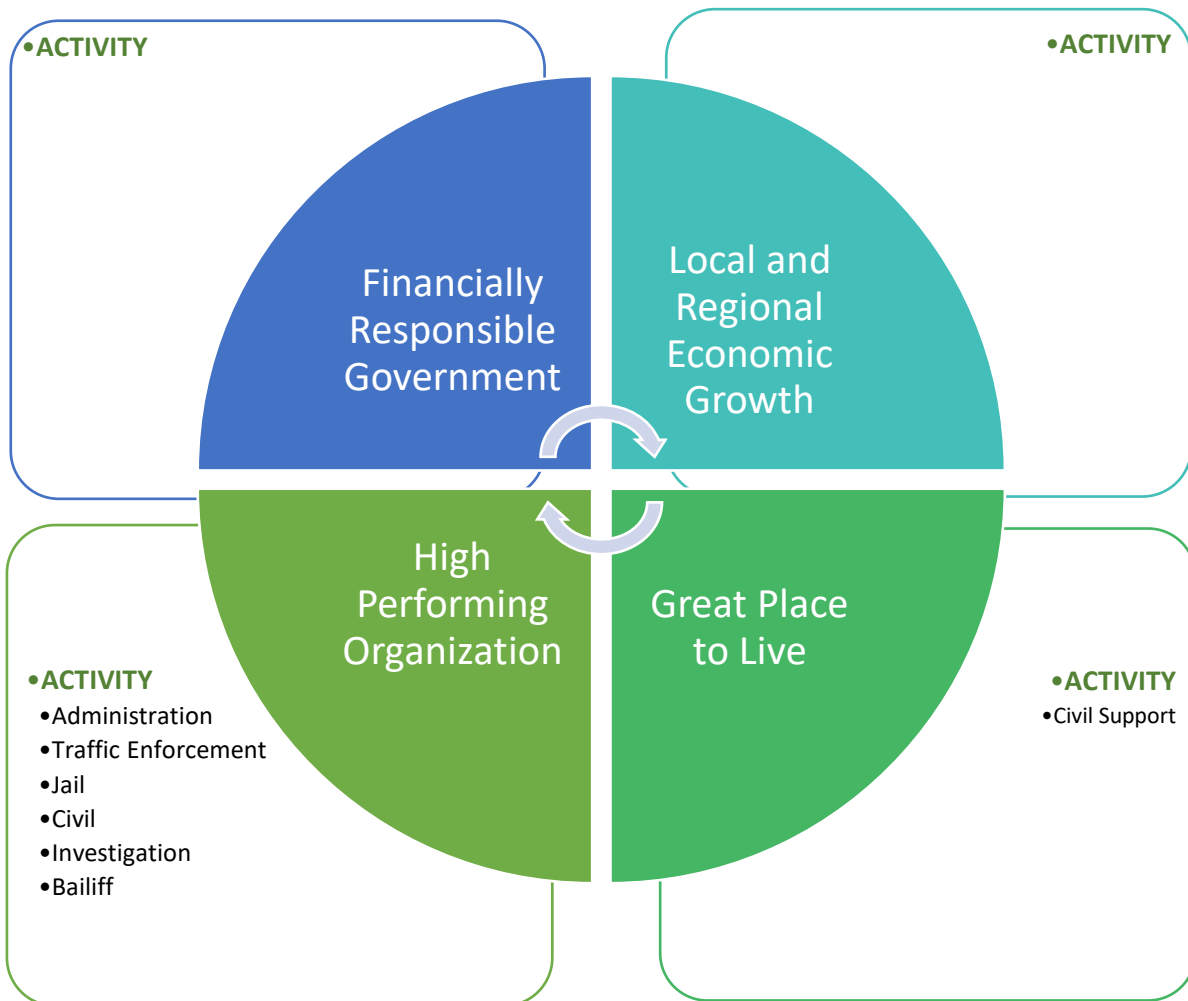 •ACTIVITY
•ACTIVITY
Financially
Responsible
Government
Local and
Regional
Economic
Growth
High
Performing
Organization
Great Place
to Live
•ACTIVITY
•Administration
•Traffic Enforcement
•Jail
•Civil
•Investigation
•Bailiff
•ACTIVITY
•Civil Support